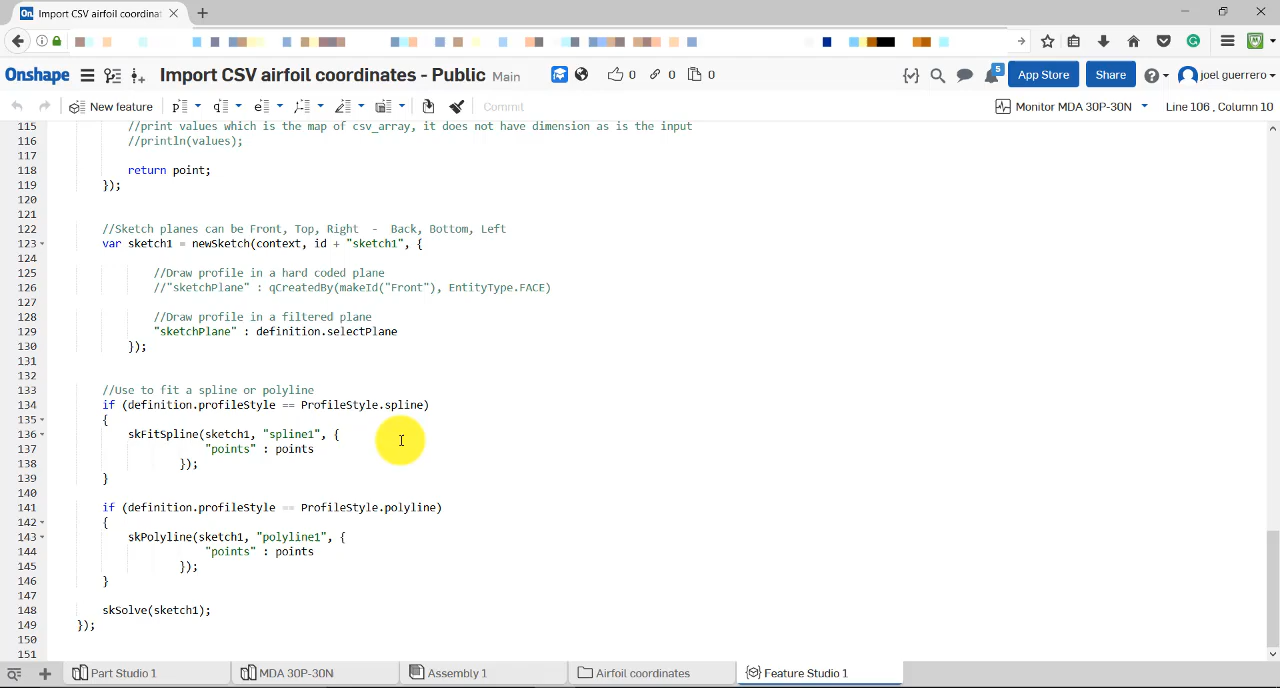 On Import CSV airfoil coordinat
Onshape Import CSV airfoil coordinates - Public Main 0 0 0 5 App Store Share joel guerrero
New feature Commit Monitor MDA 30P-30N Line 106 , Column 10
115 //print values which is the map of csv_array, it does not have dimension as is the input
116 //println(values);
117
118 return point;
119 });
120
121
122 //Sketch planes can be Front, Top, Right - Back, Bottom, Left
123 var sketch1 = newSketch(context, id + "sketch1", {
124
125 //Draw profile in a hard coded plane
126 //"sketchPlane" : qCreatedBy(makeId("Front"), EntityType.FACE)
127
128 //Draw profile in a filtered plane
129 "sketchPlane" : definition.selectPlane
130 });
131
132
133 //Use to fit a spline or polyline
134 if (definition.profileStyle == ProfileStyle.spline)
135 {
136 skFitSpline(sketch1, "spline1", {
137 "points" : points
138 });
139 }
140
141 if (definition.profileStyle == ProfileStyle.polyline)
142 {
143 skPolyline(sketch1, "polyline1", {
144 "points" : points
145 });
146 }
147
148 skSolve(sketch1);
149 });
150
151
Part Studio 1 MDA 30P-30N Assembly 1 Airfoil coordinates Feature Studio 1